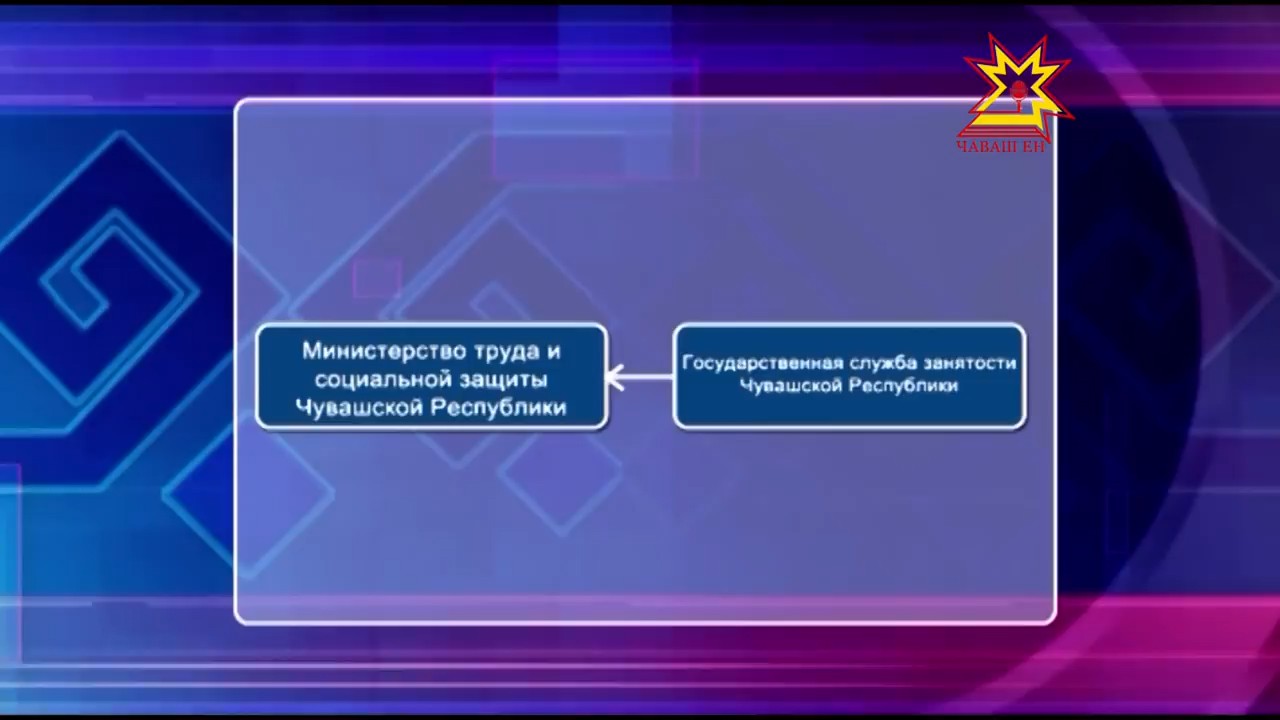 ЧАВАШ ЕН
Министерство труда и
социальной защиты
Чувашской Республики
Государственная служба занятости
Чувашской Республики